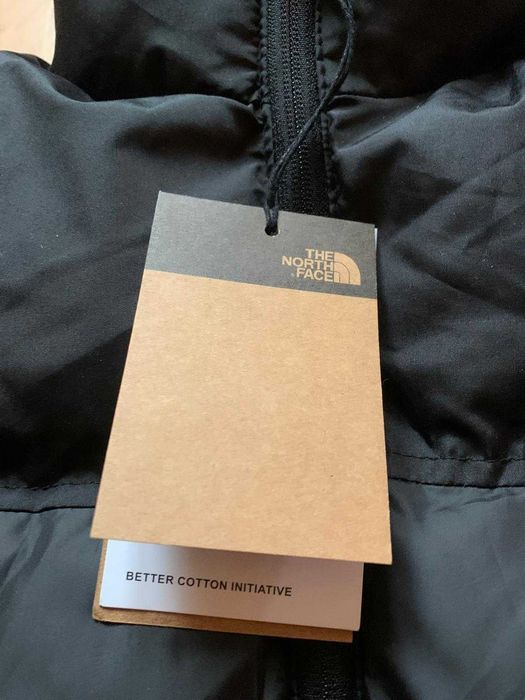 THE
NORTH
FACE
BETTER COTTON INITIATIVE